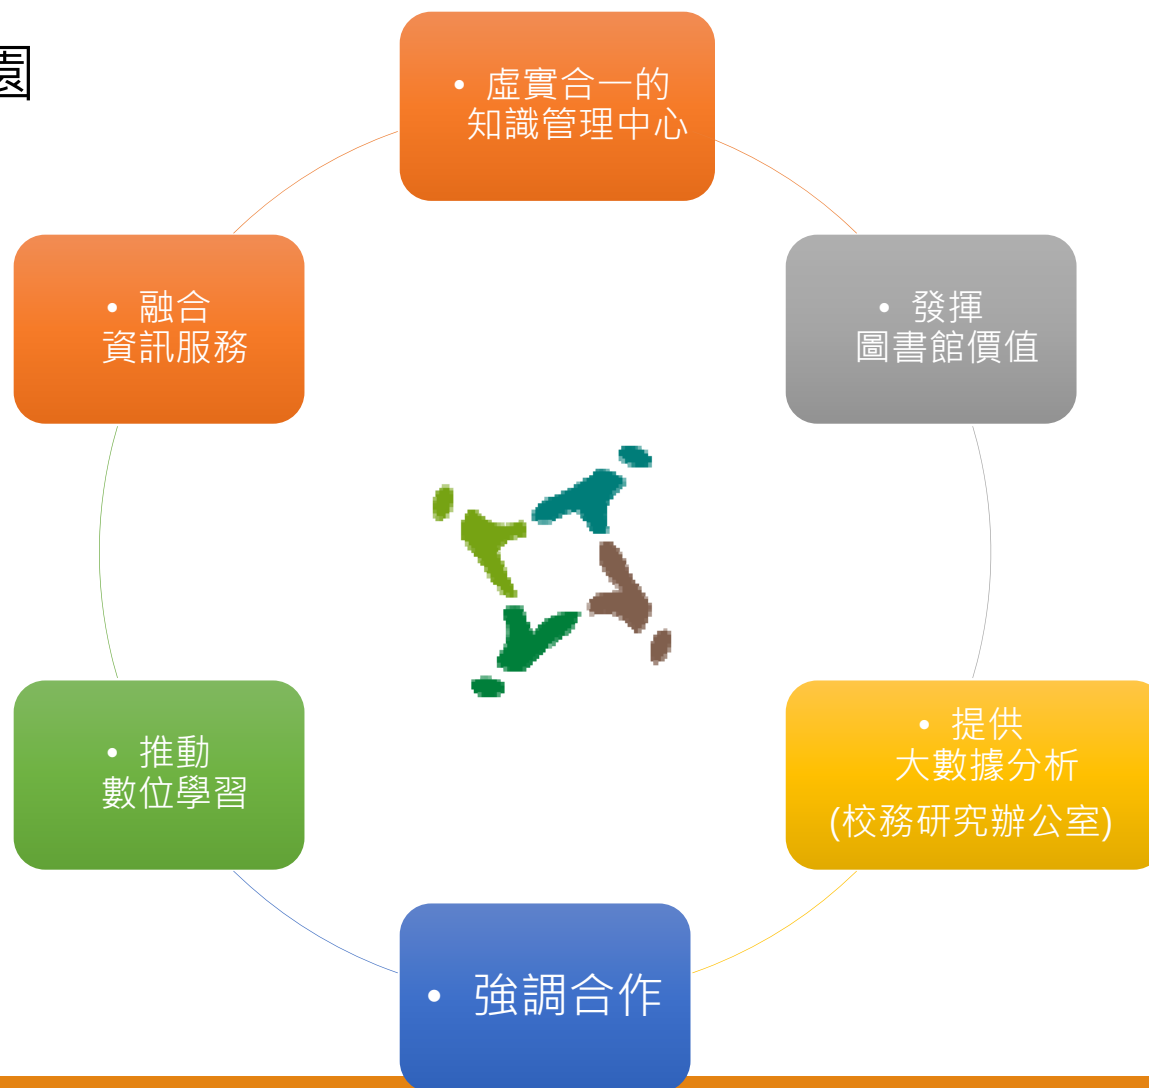 園
• 虛實合一的
知識管理中心
• 融合
資訊服務
• 發揮
圖書館價值
• 推動
數位學習
• 提供
大數據分析
(校務研究辦公室)
• 強調合作